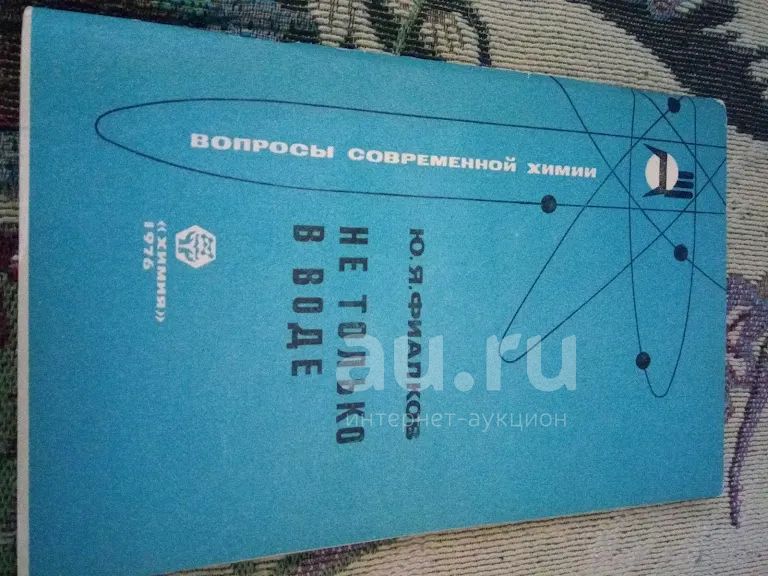 ВОПРОСЫ СОВРЕМЕННОЙ ХИМИИ
Ю.Я.ФИАЛКОВ
НЕ ТОЛЬКО
В ВОДЕ
«ХИМИЯ»
1976
au.ru
интернет-аукцион